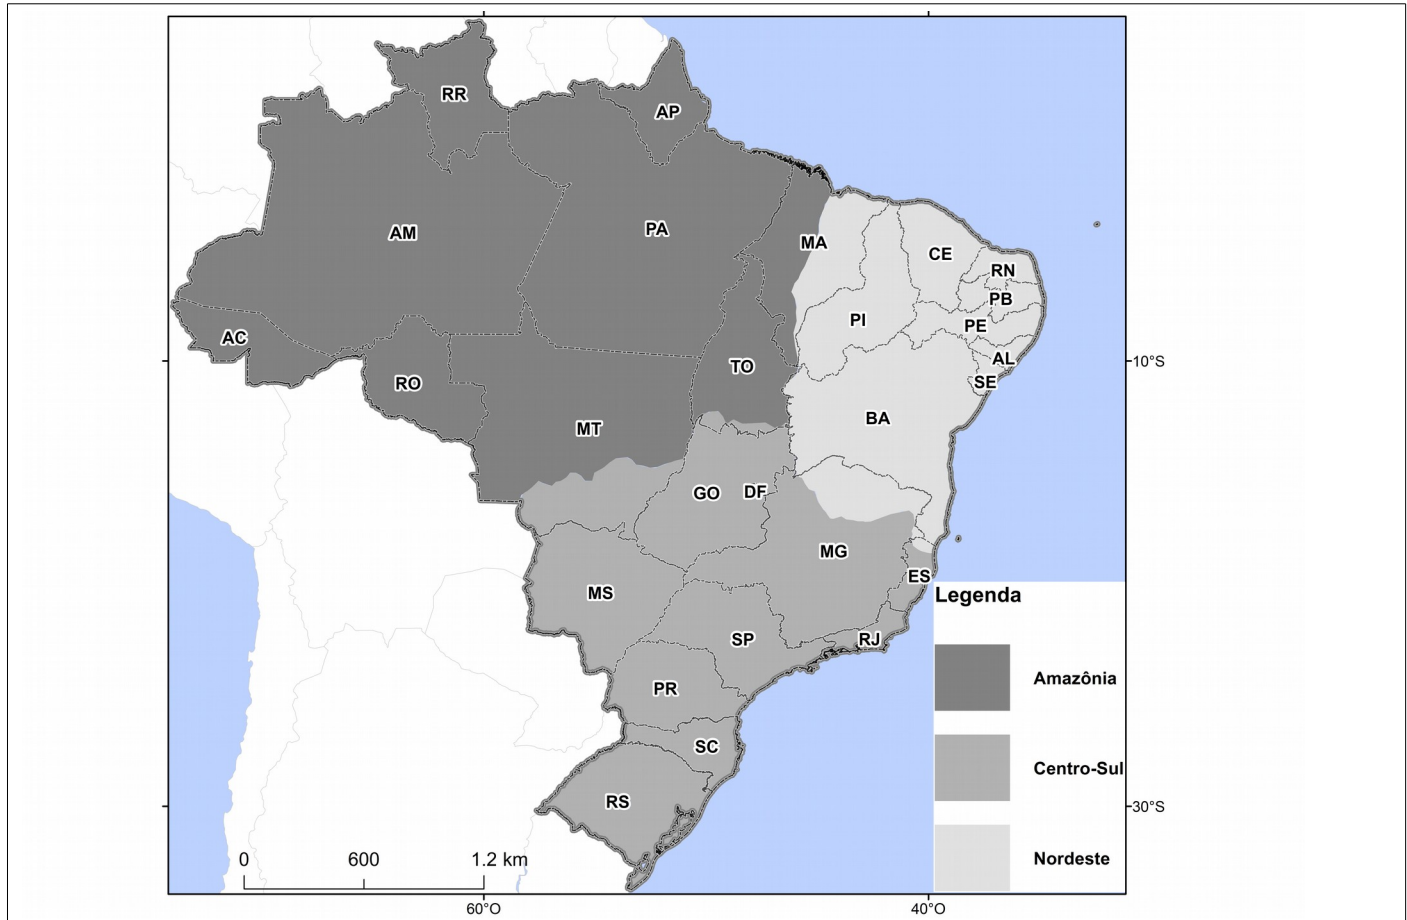 RR
AP
AM
PA
MA
CE
RN
PB
PI
PE
AC
AL
TO
10°S
RO
SE
BA
MT
GO
DF
MG
ES
MS
Legenda
SP
RJ
Amazônia
PR
SC
Centro-Sul
RS
30°S
0
600
1.2 km
Nordeste
60°O
40°O